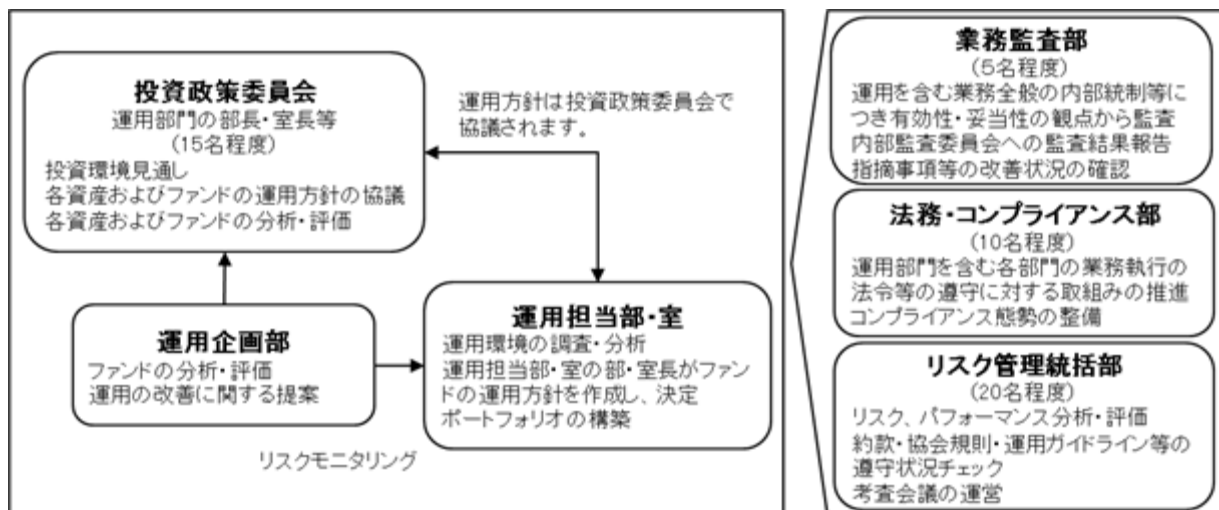 投資政策委員会
運用部門の部長・室長等
(15名程度)
投資環境見通し
各資産およびファンドの運用方針の協議
各資産およびファンドの分析・評価
運用方針は投資政策委員会で
協議されます。
運用企画部
ファンドの分析・評価
運用の改善に関する提案
運用担当部・室
運用環境の調査・分析
運用担当部・室の部・室長がファン
ドの運用方針を作成し、決定
ポートフォリオの構築
リスクモニタリング
業務監査部
(5名程度)
運用を含む業務全般の内部統制等に
つき有効性・妥当性の観点から監査
内部監査委員会への監査結果報告
指摘事項等の改善状況の確認
法務・コンプライアンス部
(10名程度)
運用部門を含む各部門の業務執行の
法令等の遵守に対する取組みの推進
コンプライアンス態勢の整備
リスク管理統括部
(20名程度)
リスク、パフォーマンス分析・評価
約款・協会規則・運用ガイドライン等の
遵守状況チェック
考査会議の運営